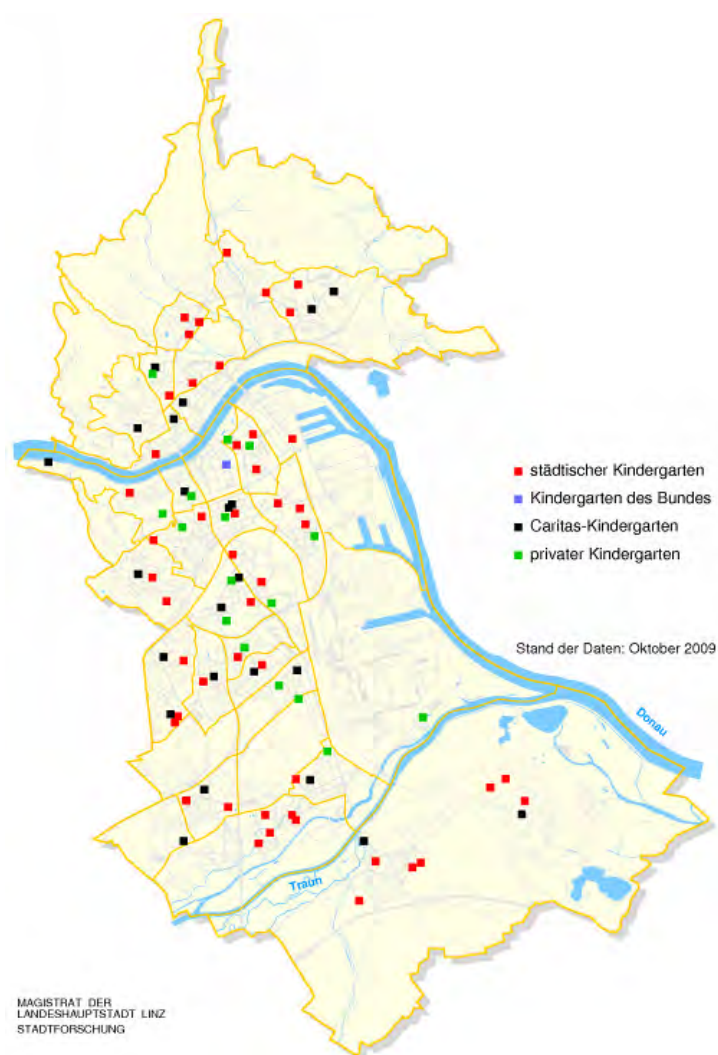 städtischer Kindergarten
Kindergarten des Bundes
Caritas-Kindergarten
privater Kindergarten
Stand der Daten: Oktober 2009
Donau
Traun
MAGISTRAT DER
LANDESHAUPTSTADT LINZ
STADTFORSCHUNG